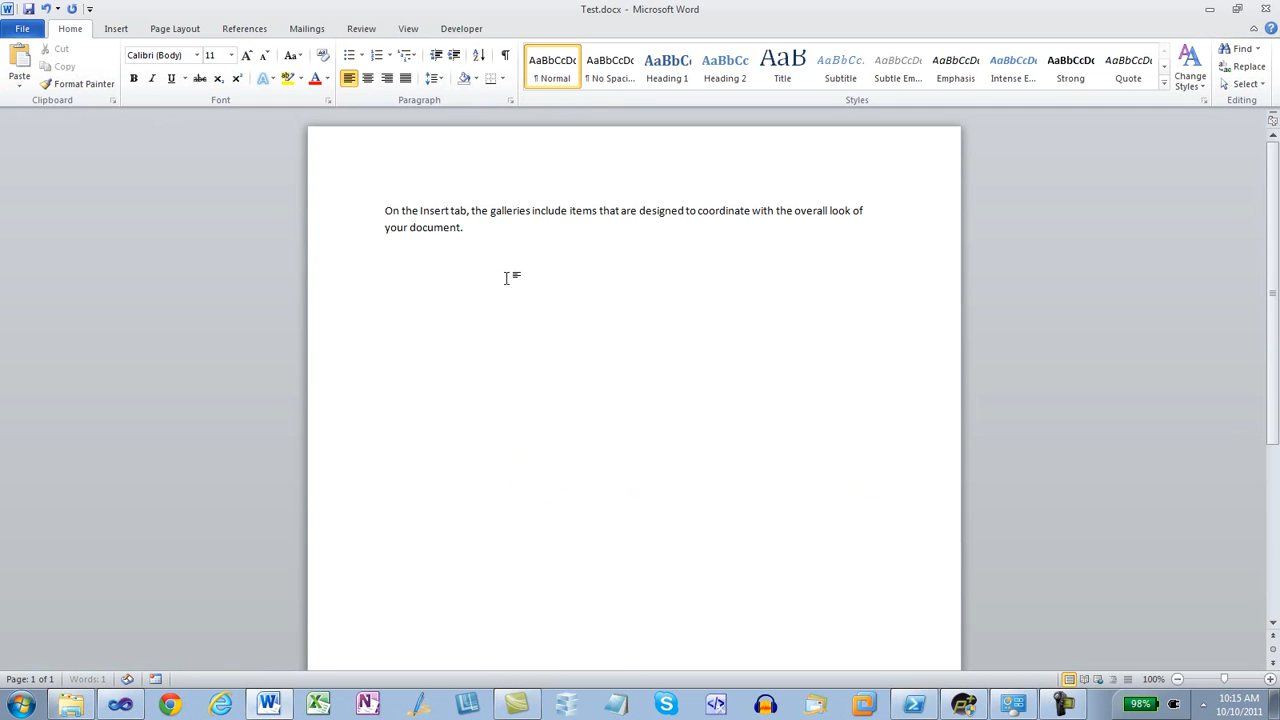 Test.docx - Microsoft Word
File Home Insert Page Layout References Mailings Review View Developer
Paste
Cut
Copy
Format Painter
Clipboard
Calibri (Body) 11
Font
Paragraph
AaBbCcDc AaBbCcDc AaBbC AaBbCc AaB AaBbCc. AaBbCcDc AaBbCcDc AaBbCcDc AaBbCcDc AaBbCcDc
¶ Normal ¶ No Spaci... Heading 1 Heading 2 Title Subtitle Subtle Em... Emphasis Intense E... Strong Quote
Styles
Change Styles
Find
Replace
Select
Editing
On the Insert tab, the galleries include items that are designed to coordinate with the overall look of
your document.
Page: 1 of 1 Words: 1
100%
98%
10:15 AM
10/10/2011